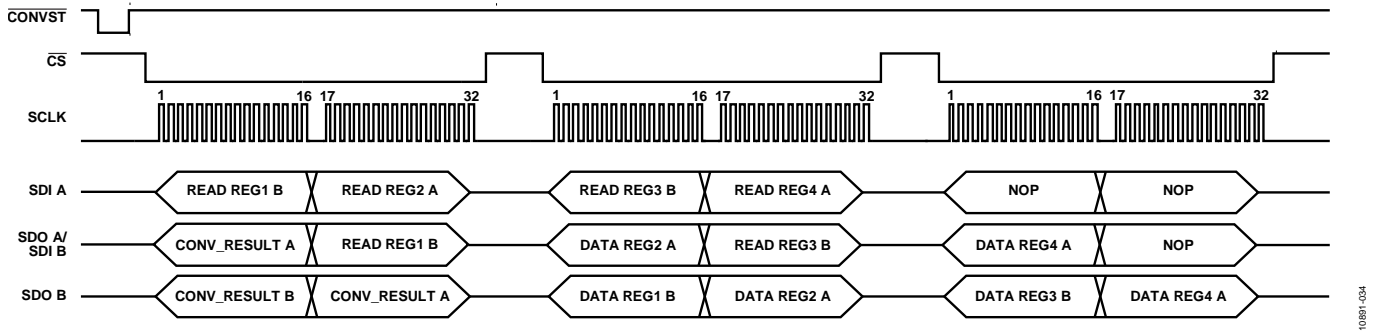 CONVST
CS
1 16 17 32 1 16 17 32 1 16 17 32
SCLK
SDI A READ REG1 B READ REG2 A READ REG3 B READ REG4 A NOP NOP
SDO A/
SDI B CONV_RESULT A READ REG1 B DATA REG2 A READ REG3 B DATA REG4 A NOP
SDO B CONV_RESULT B CONV_RESULT A DATA REG1 B DATA REG2 A DATA REG3 B DATA REG4 A
10891-034